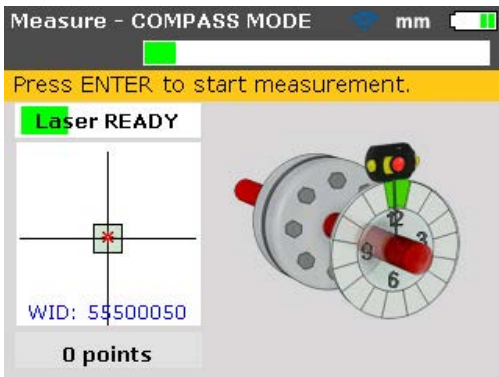 Measure - COMPASS MODE mm
Press ENTER to start measurement.
Laser READY
12
3
9
6
WID: 55500050
0 points